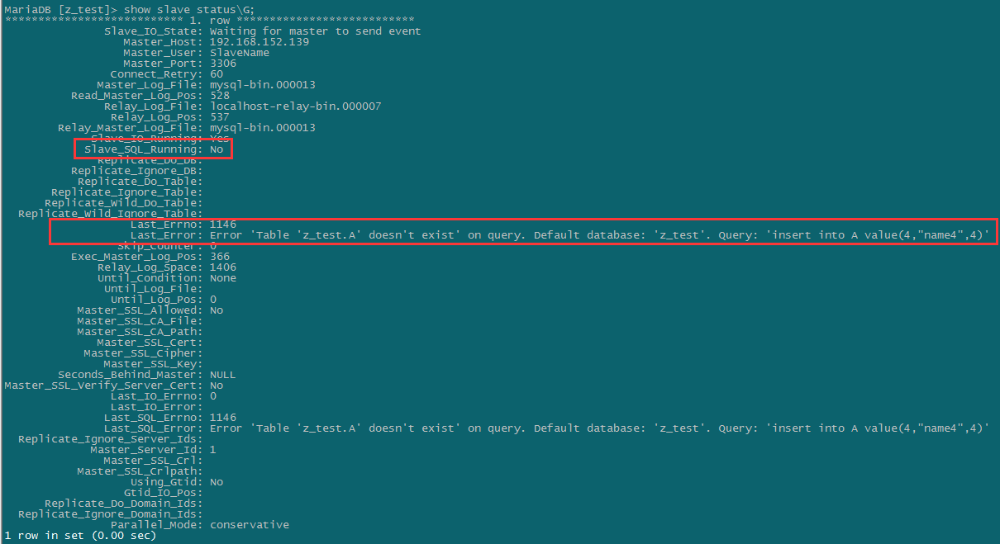 MariaDB [z_test]> show slave status\G;
*************************** 1. row ***************************
Slave_IO_State: Waiting for master to send event
Master_Host: 192.168.152.139
Master_User: SlaveName
Master_Port: 3306
Connect_Retry: 60
Master_Log_File: mysql-bin.000013
Read_Master_Log_Pos: 528
Relay_Log_File: localhost-relay-bin.000007
Relay_Log_Pos: 537
Relay_Master_Log_File: mysql-bin.000013
Slave_IO_Running: Yes
Slave_SQL_Running: No
Replicate_Do_DB:
Replicate_Ignore_DB:
Replicate_Do_Table:
Replicate_Ignore_Table:
Replicate_Wild_Do_Table:
Replicate_Wild_Ignore_Table:
Last_Errno: 1146
Last_Error: Error 'Table 'z_test.A' doesn't exist' on query. Default database: 'z_test'. Query: 'insert into A value(4,"name4",4)'
Skip_Counter: 0
Exec_Master_Log_Pos: 366
Relay_Log_Space: 1406
Until_Condition: None
Until_Log_File:
Until_Log_Pos: 0
Master_SSL_Allowed: No
Master_SSL_CA_File:
Master_SSL_CA_Path:
Master_SSL_Cert:
Master_SSL_Cipher:
Master_SSL_Key:
Seconds_Behind_Master: NULL
Master_SSL_Verify_Server_Cert: No
Last_IO_Errno: 0
Last_IO_Error:
Last_SQL_Errno: 1146
Last_SQL_Error: Error 'Table 'z_test.A' doesn't exist' on query. Default database: 'z_test'. Query: 'insert into A value(4,"name4",4)'
Replicate_Ignore_Server_Ids:
Master_Server_Id: 1
Master_SSL_Crl:
Master_SSL_Crlpath:
Using_Gtid: No
Gtid_IO_Pos:
Replicate_Do_Domain_Ids:
Replicate_Ignore_Domain_Ids:
Parallel_Mode: conservative
1 row in set (0.00 sec)